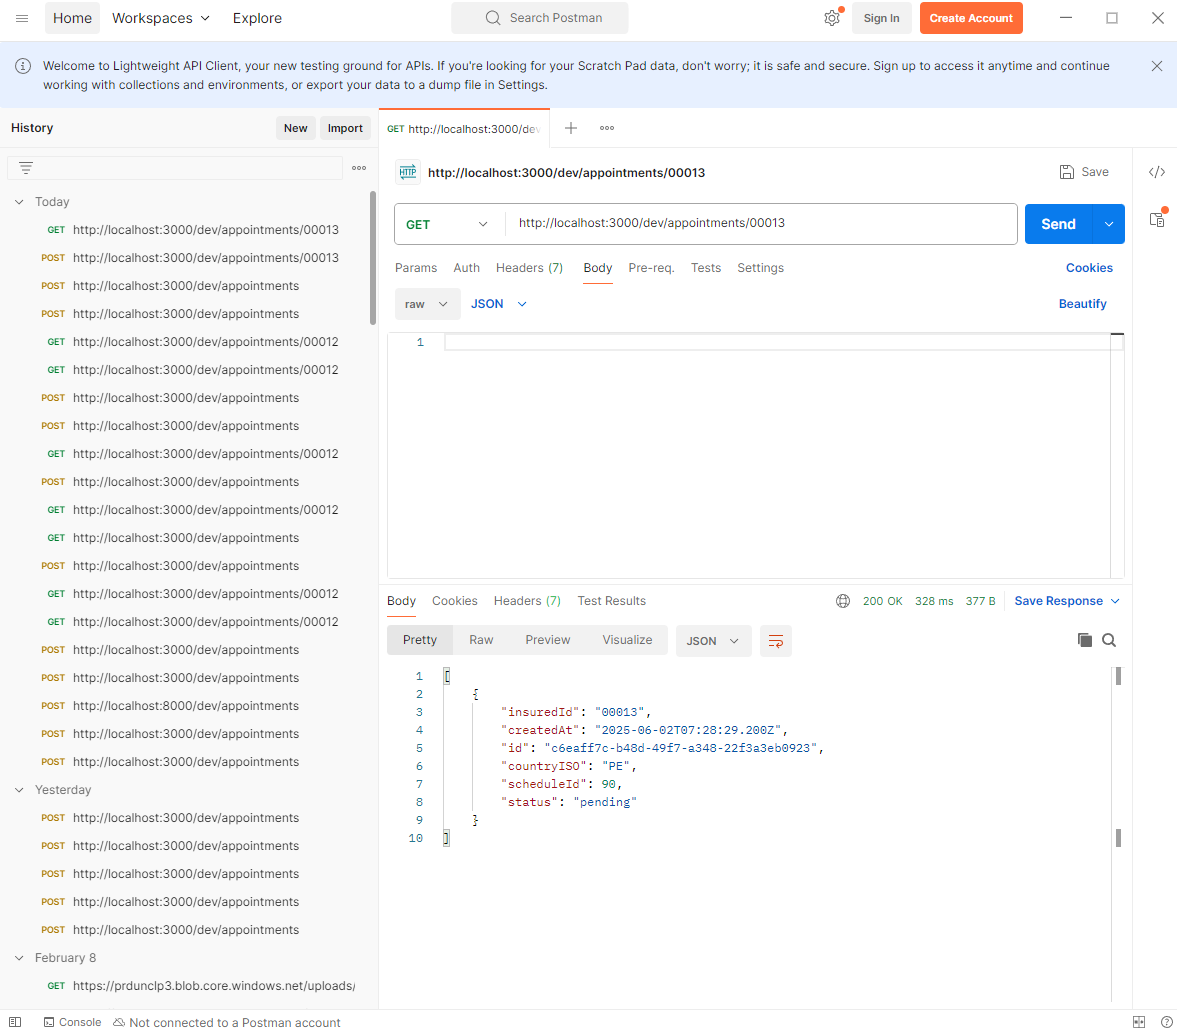 Home Workspaces Explore Search Postman Sign In Create Account
Welcome to Lightweight API Client, your new testing ground for APIs. If you're looking for your Scratch Pad data, don't worry; it is safe and secure. Sign up to access it anytime and continue
working with collections and environments, or export your data to a dump file in Settings.
History New Import
Today
GET http://localhost:3000/dev/appointments/00013
POST http://localhost:3000/dev/appointments/00013
POST http://localhost:3000/dev/appointments
POST http://localhost:3000/dev/appointments
GET http://localhost:3000/dev/appointments/00012
GET http://localhost:3000/dev/appointments/00012
POST http://localhost:3000/dev/appointments
POST http://localhost:3000/dev/appointments
GET http://localhost:3000/dev/appointments/00012
POST http://localhost:3000/dev/appointments
GET http://localhost:3000/dev/appointments/00012
GET http://localhost:3000/dev/appointments
POST http://localhost:3000/dev/appointments
GET http://localhost:3000/dev/appointments/00012
GET http://localhost:3000/dev/appointments/00012
POST http://localhost:3000/dev/appointments
POST http://localhost:3000/dev/appointments
POST http://localhost:8000/dev/appointments
POST http://localhost:3000/dev/appointments
POST http://localhost:3000/dev/appointments
Yesterday
POST http://localhost:3000/dev/appointments
POST http://localhost:3000/dev/appointments
POST http://localhost:3000/dev/appointments
POST http://localhost:3000/dev/appointments
POST http://localhost:3000/dev/appointments
February 8
GET https://prdunclp3.blob.core.windows.net/uploads/
GET http://localhost:3000/dev
HTTP http://localhost:3000/dev/appointments/00013 Save
GET http://localhost:3000/dev/appointments/00013 Send
Params Auth Headers (7) Body Pre-req. Tests Settings Cookies
raw JSON Beautify
1
Body Cookies Headers (7) Test Results 200 OK 328 ms 377 B Save Response
Pretty Raw Preview Visualize JSON
1 [
2 {
3 "insuredId": "00013",
4 "createdAt": "2025-06-02T07:28:29.200Z",
5 "id": "c6eaff7c-b48d-49f7-a348-22f3a3eb0923",
6 "countryISO": "PE",
7 "scheduleId": 90,
8 "status": "pending"
9 }
10 ]
Console Not connected to a Postman account